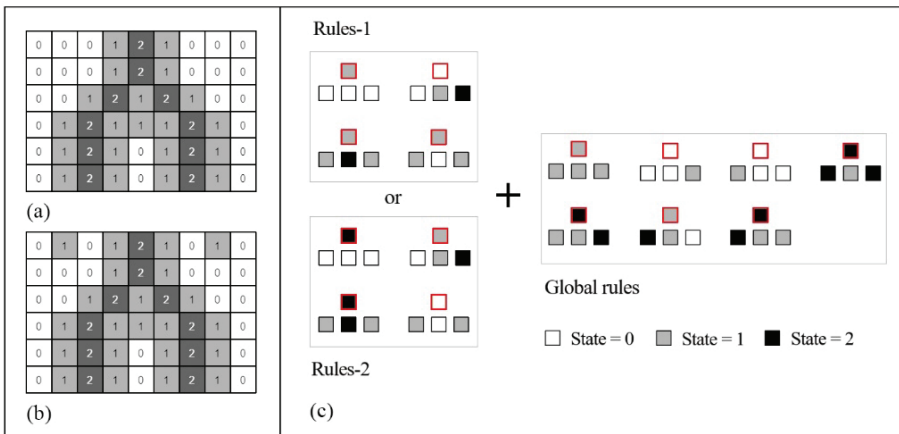 0 0 0 1 2 1 0 0 0
0 0 0 1 2 1 0 0 0
0 0 1 2 1 2 1 0 0
0 1 2 1 1 1 2 1 0
0 1 2 1 0 1 2 1 0
0 1 2 1 0 1 2 1 0
(a)
0 1 0 1 2 1 0 1 0
0 0 0 1 2 1 0 0 0
0 0 1 2 1 2 1 0 0
0 1 2 1 1 1 2 1 0
0 1 2 1 0 1 2 1 0
0 1 2 1 0 1 2 1 0
(b)
Rules-1
or
Rules-2
+
Global rules
State = 0 State = 1 State = 2
(c)